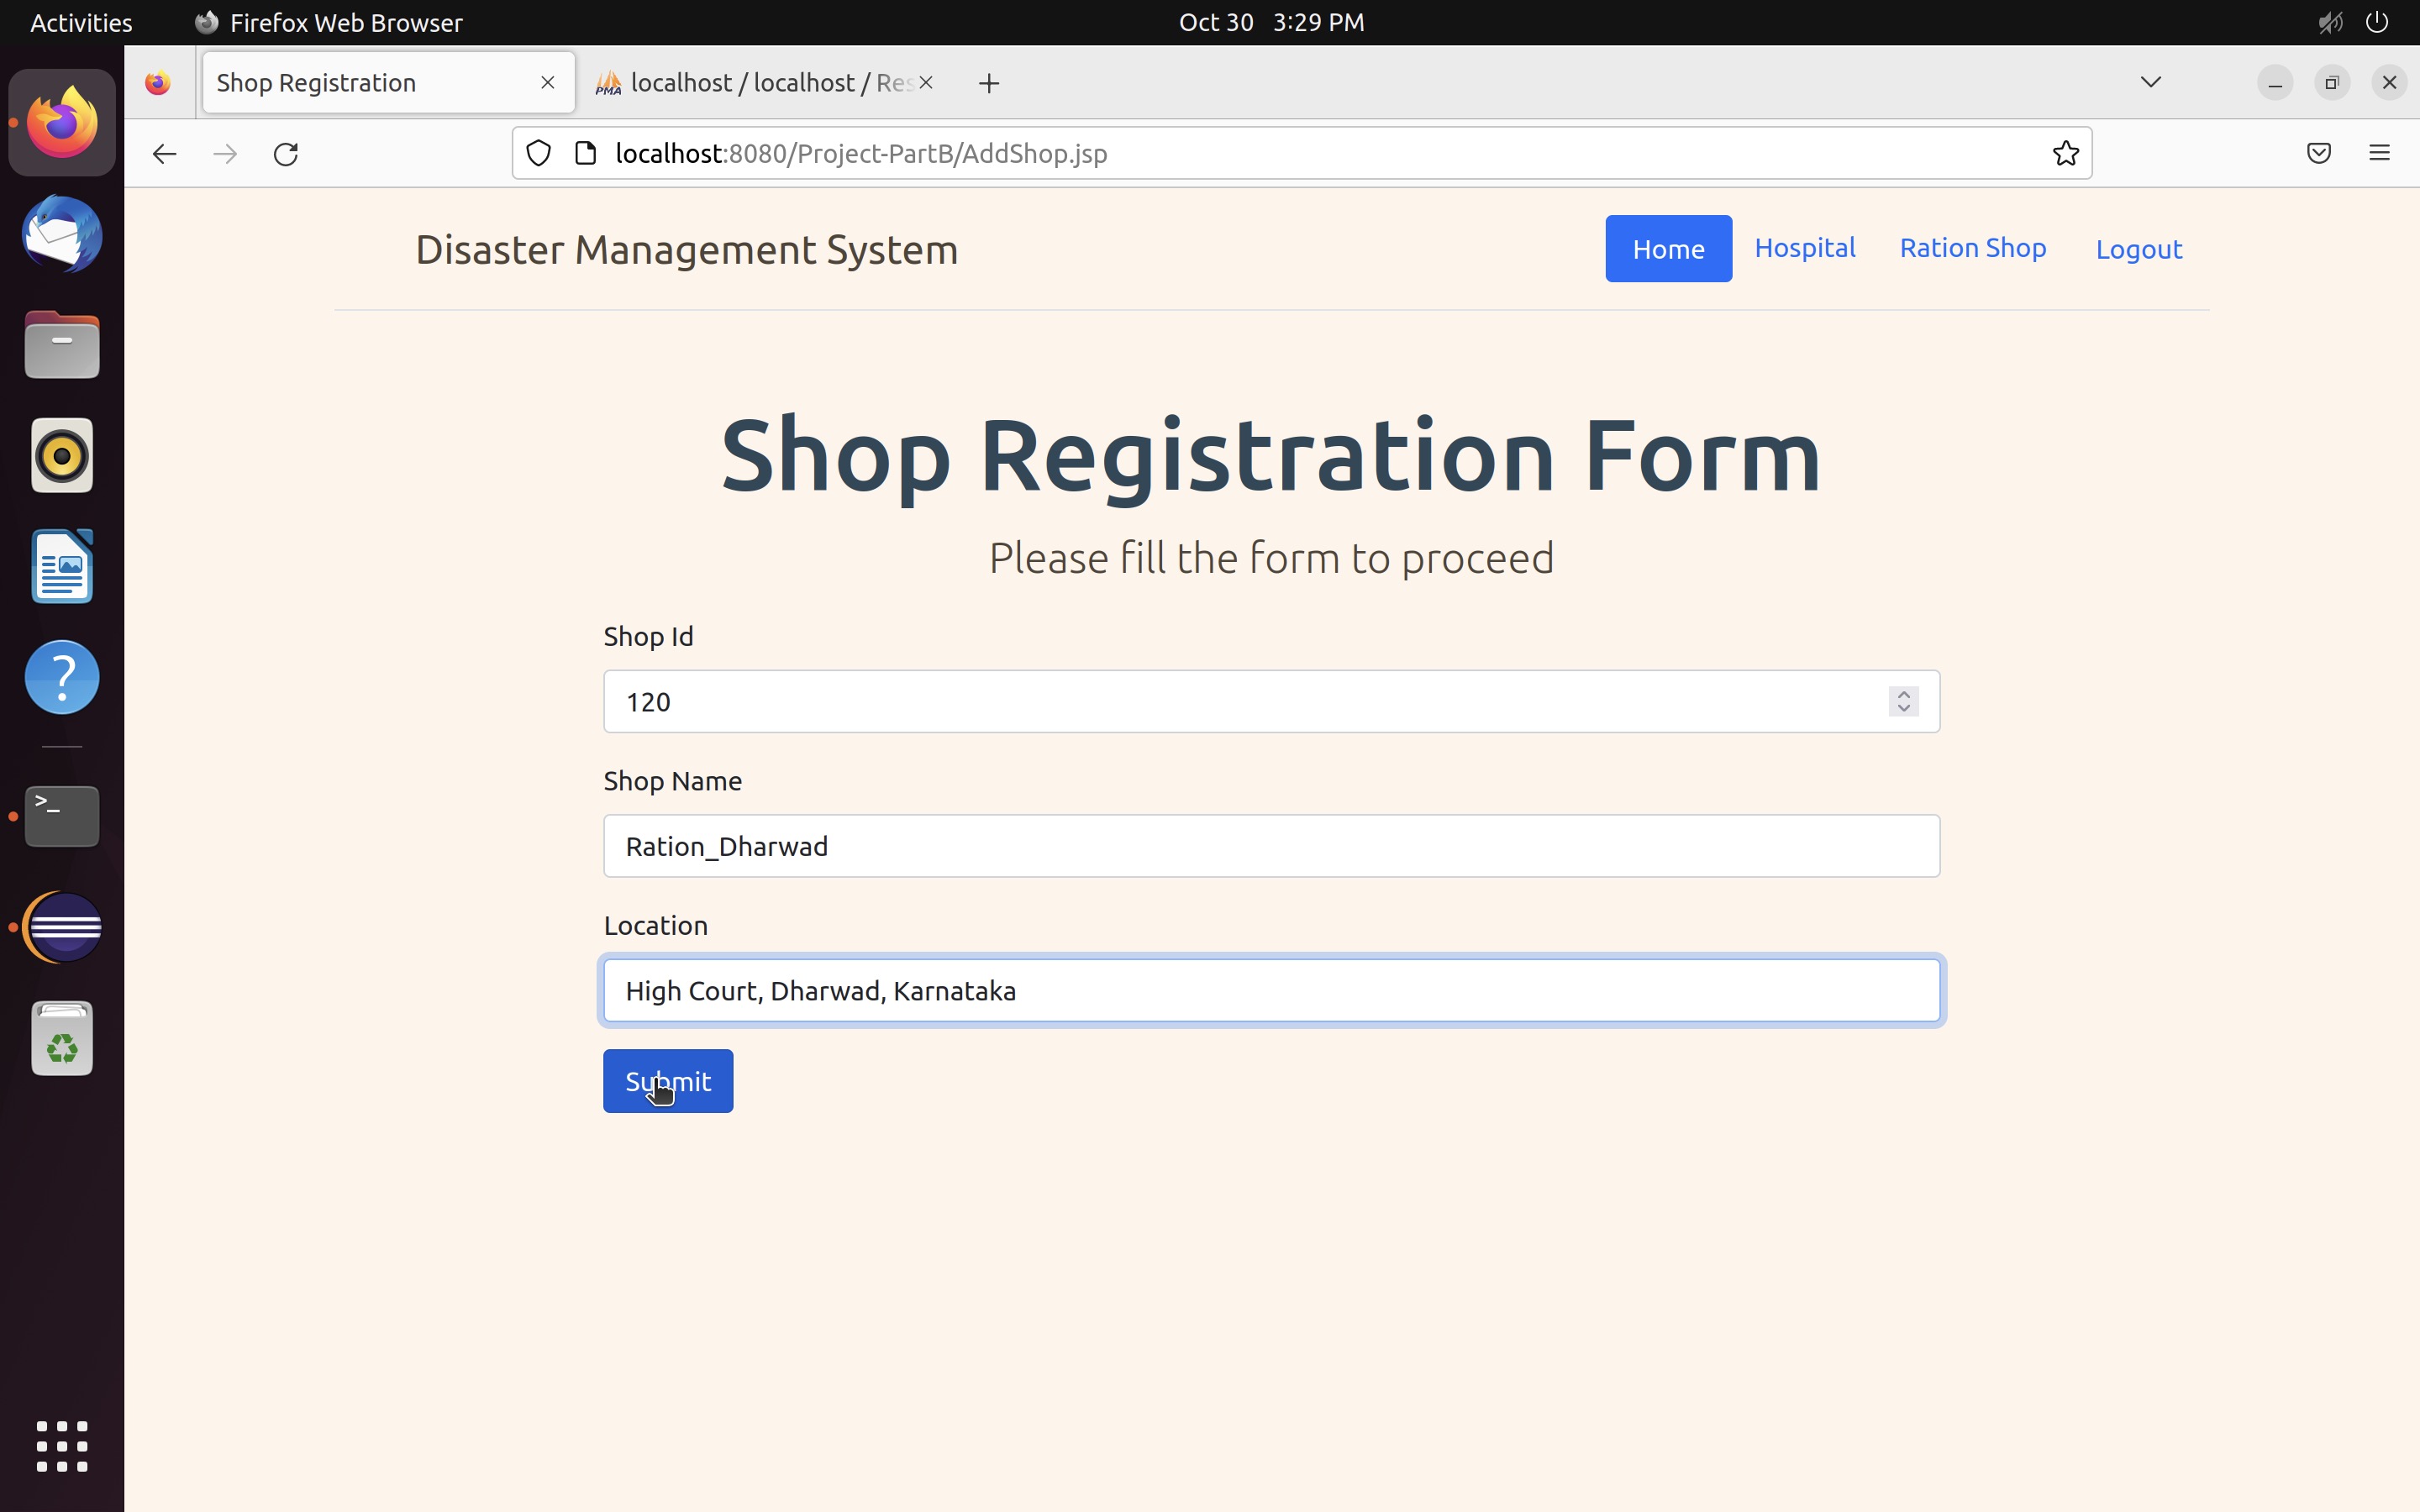 Activities Firefox Web Browser Oct 30 3:29 PM
Shop Registration PMA localhost / localhost / Res
localhost:8080/Project-PartB/AddShop.jsp
Disaster Management System Home Hospital Ration Shop Logout
Shop Registration Form
Please fill the form to proceed
Shop Id
120
Shop Name
Ration_Dharwad
Location
High Court, Dharwad, Karnataka
Submit